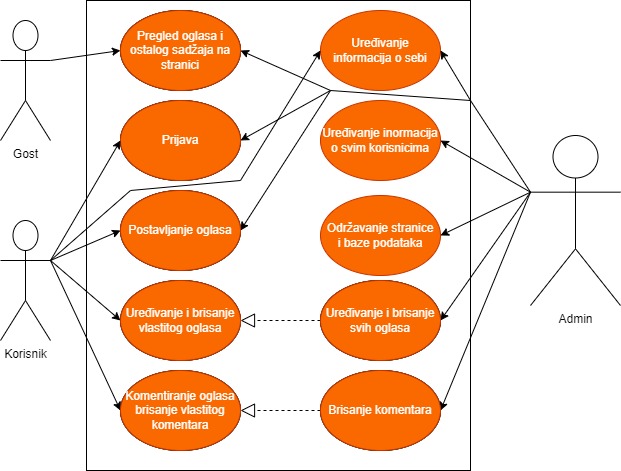 Pregled oglasa i
ostalog sadžaja na
stranici
Uređivanje
informacija o sebi
Gost
Prijava
Uređivanje inormacija
o svim korisnicima
Postavljanje oglasa
Održavanje stranice
i baze podataka
Korisnik
Uređivanje i brisanje
vlastitog oglasa
Uređivanje i brisanje
svih oglasa
Admin
Komentiranje oglasa
brisanje vlastitog
komentara
Brisanje komentara